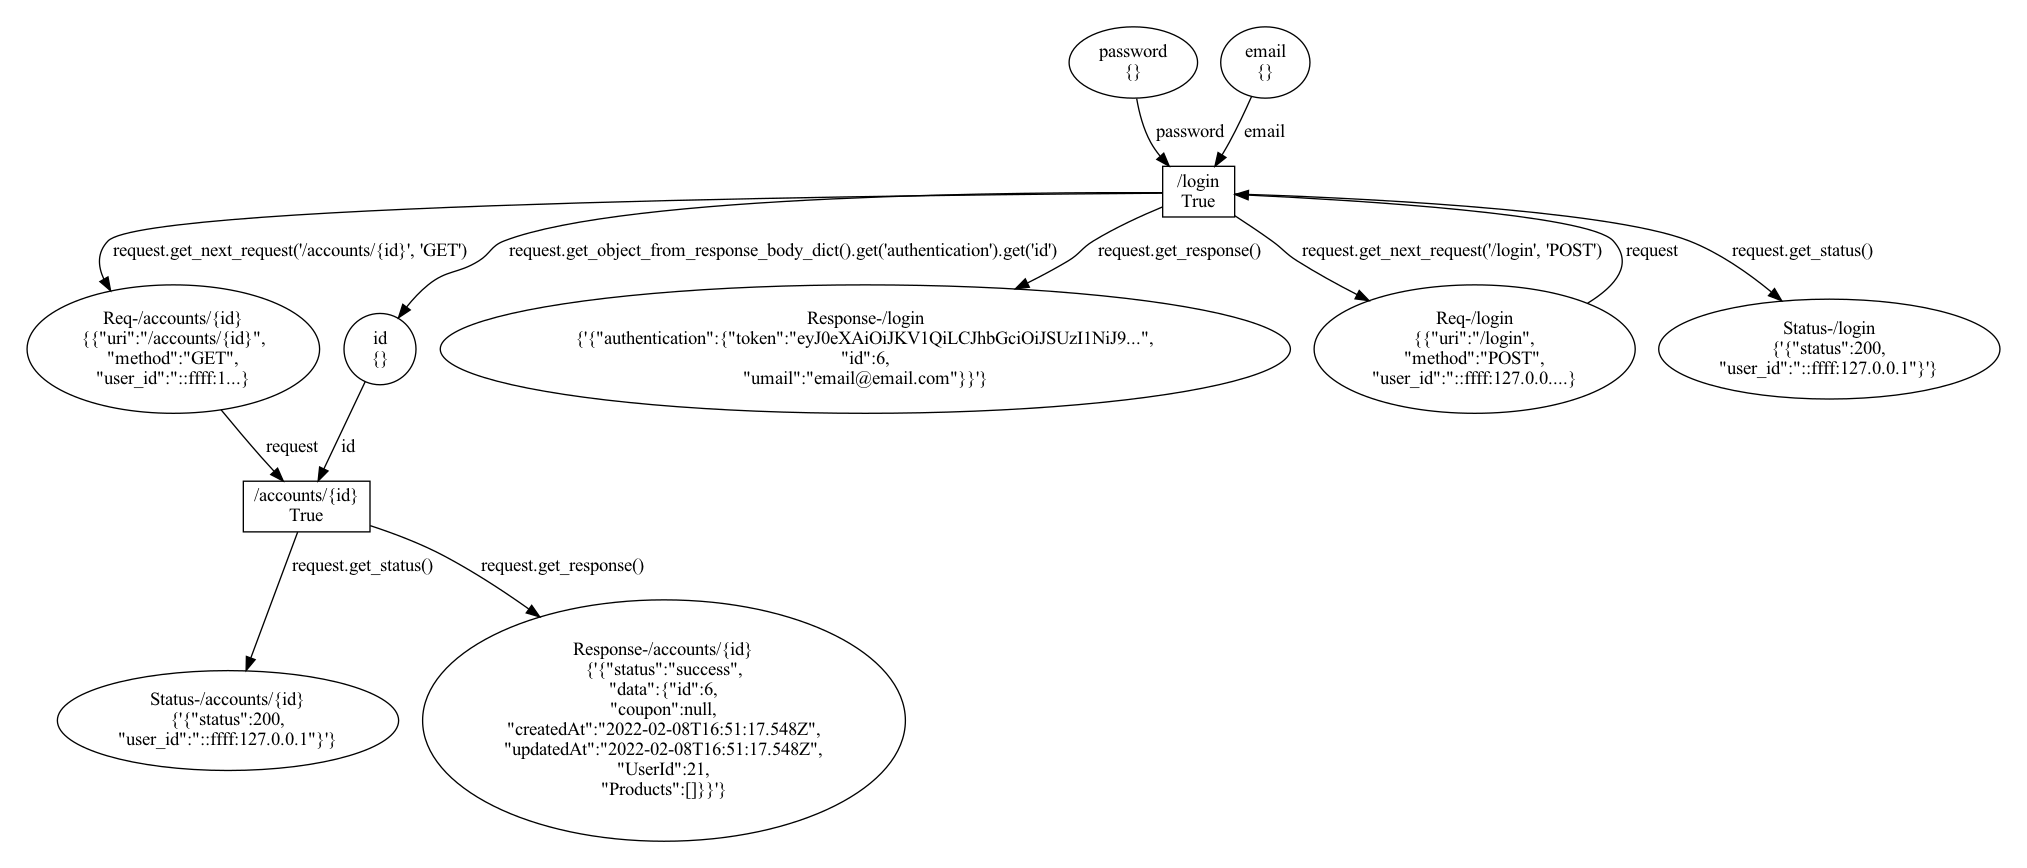 password
{}
email
{}
password
email
/login
True
request.get_next_request('/accounts/{id}', 'GET')
request.get_object_from_response_body_dict().get('authentication').get('id')
request.get_response()
request.get_next_request('/login', 'POST')
request
request.get_status()
Req-/accounts/{id}
{{"uri":"/accounts/{id}",
"method":"GET",
"user_id":"::ffff:1...}
id
{}
Response-/login
{'{"authentication":{"token":"eyJ0eXAiOiJKV1QiLCJhbGciOiJSUzI1NiJ9...",
"id":6,
"umail":"email@email.com"}}'}
Req-/login
{{"uri":"/login",
"method":"POST",
"user_id":"::ffff:127.0.0....}
Status-/login
{'{"status":200,
"user_id":"::ffff:127.0.0.1"}'}
request
id
/accounts/{id}
True
request.get_status()
request.get_response()
Status-/accounts/{id}
{'{"status":200,
"user_id":"::ffff:127.0.0.1"}'}
Response-/accounts/{id}
{'{"status":"success",
"data":{"id":6,
"coupon":null,
"createdAt":"2022-02-08T16:51:17.548Z",
"updatedAt":"2022-02-08T16:51:17.548Z",
"UserId":21,
"Products":[]}}'}